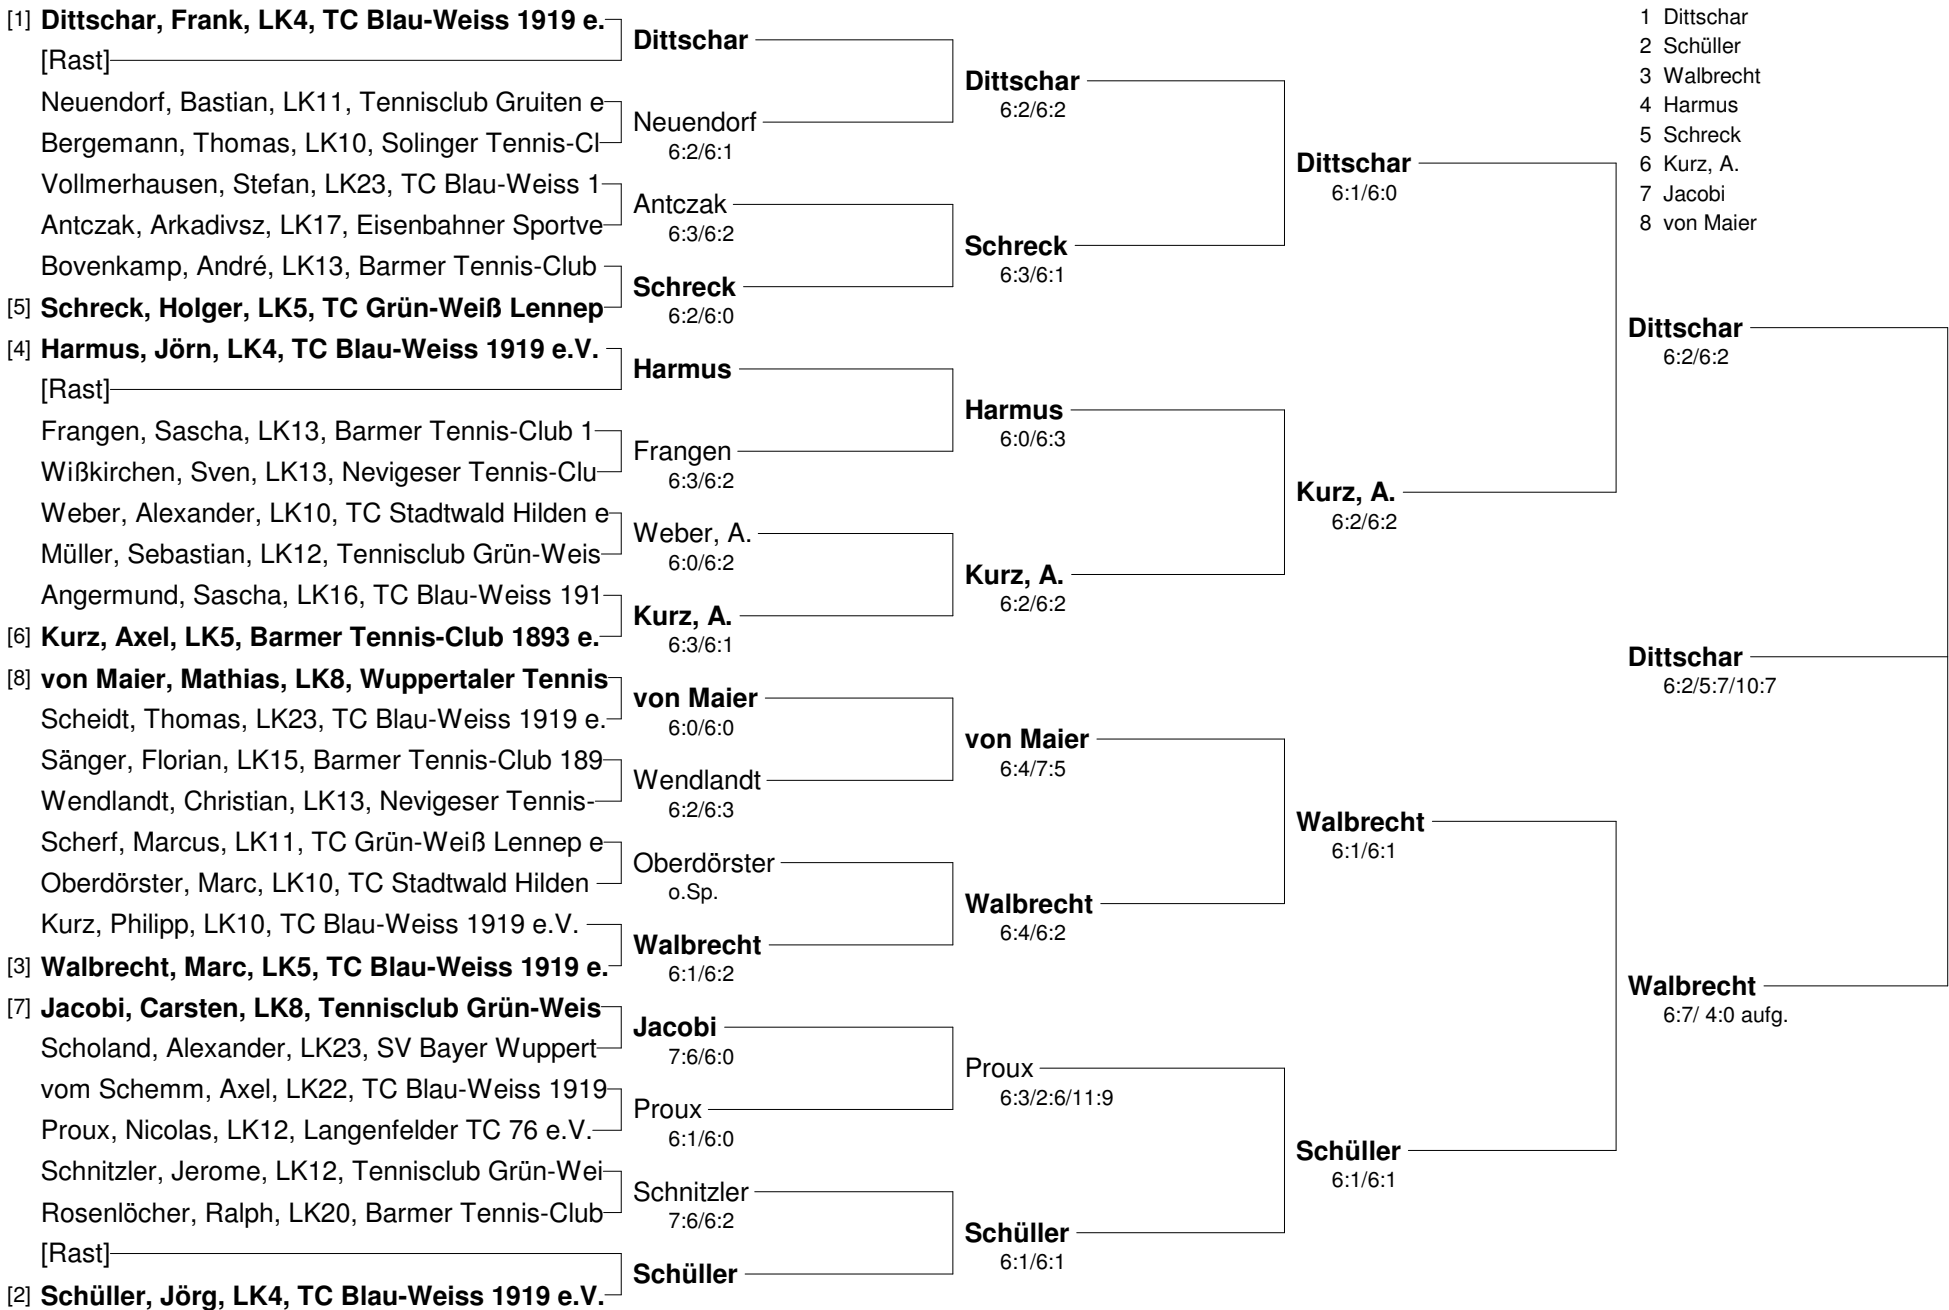 [1] Dittschar, Frank, LK4, TC Blau-Weiss 1919 e.
[Rast]
Neuendorf, Bastian, LK11, Tennisclub Gruiten e
Bergemann, Thomas, LK10, Solinger Tennis-Cl
Vollmerhausen, Stefan, LK23, TC Blau-Weiss 1
Antczak, Arkadivsz, LK17, Eisenbahner Sportve
Bovenkamp, André, LK13, Barmer Tennis-Club
[5] Schreck, Holger, LK5, TC Grün-Weiß Lennep
[4] Harmus, Jörn, LK4, TC Blau-Weiss 1919 e.V.
[Rast]
Frangen, Sascha, LK13, Barmer Tennis-Club 1
Wißkirchen, Sven, LK13, Nevigeser Tennis-Clu
Weber, Alexander, LK10, TC Stadtwald Hilden e
Müller, Sebastian, LK12, Tennisclub Grün-Weis
Angermund, Sascha, LK16, TC Blau-Weiss 191
[6] Kurz, Axel, LK5, Barmer Tennis-Club 1893 e.
[8] von Maier, Mathias, LK8, Wuppertaler Tennis
Scheidt, Thomas, LK23, TC Blau-Weiss 1919 e.
Sänger, Florian, LK15, Barmer Tennis-Club 189
Wendlandt, Christian, LK13, Nevigeser Tennis-
Scherf, Marcus, LK11, TC Grün-Weiß Lennep e
Oberdörster, Marc, LK10, TC Stadtwald Hilden
Kurz, Philipp, LK10, TC Blau-Weiss 1919 e.V.
[3] Walbrecht, Marc, LK5, TC Blau-Weiss 1919 e.
[7] Jacobi, Carsten, LK8, Tennisclub Grün-Weis
Scholand, Alexander, LK23, SV Bayer Wuppert
vom Schemm, Axel, LK22, TC Blau-Weiss 1919
Proux, Nicolas, LK12, Langenfelder TC 76 e.V.
Schnitzler, Jerome, LK12, Tennisclub Grün-Wei
Rosenlöcher, Ralph, LK20, Barmer Tennis-Club
[Rast]
[2] Schüller, Jörg, LK4, TC Blau-Weiss 1919 e.V.
Dittschar
Neuendorf
6:2/6:1
Antczak
6:3/6:2
Schreck
6:2/6:0
Harmus
Frangen
6:3/6:2
Weber, A.
6:0/6:2
Kurz, A.
6:3/6:1
von Maier
6:0/6:0
Wendlandt
6:2/6:3
Oberdörster
o.Sp.
Walbrecht
6:1/6:2
Jacobi
7:6/6:0
Proux
6:1/6:0
Schnitzler
7:6/6:2
Schüller
Dittschar
6:2/6:2
Schreck
6:3/6:1
Harmus
6:0/6:3
Kurz, A.
6:2/6:2
von Maier
6:4/7:5
Walbrecht
6:4/6:2
Proux
6:3/2:6/11:9
Schüller
6:1/6:1
Dittschar
6:1/6:0
Kurz, A.
6:2/6:2
Walbrecht
6:1/6:1
Schüller
6:1/6:1
1 Dittschar
2 Schüller
3 Walbrecht
4 Harmus
5 Schreck
6 Kurz, A.
7 Jacobi
8 von Maier
Dittschar
6:2/6:2
Dittschar
6:2/5:7/10:7
Walbrecht
6:7/ 4:0 aufg.